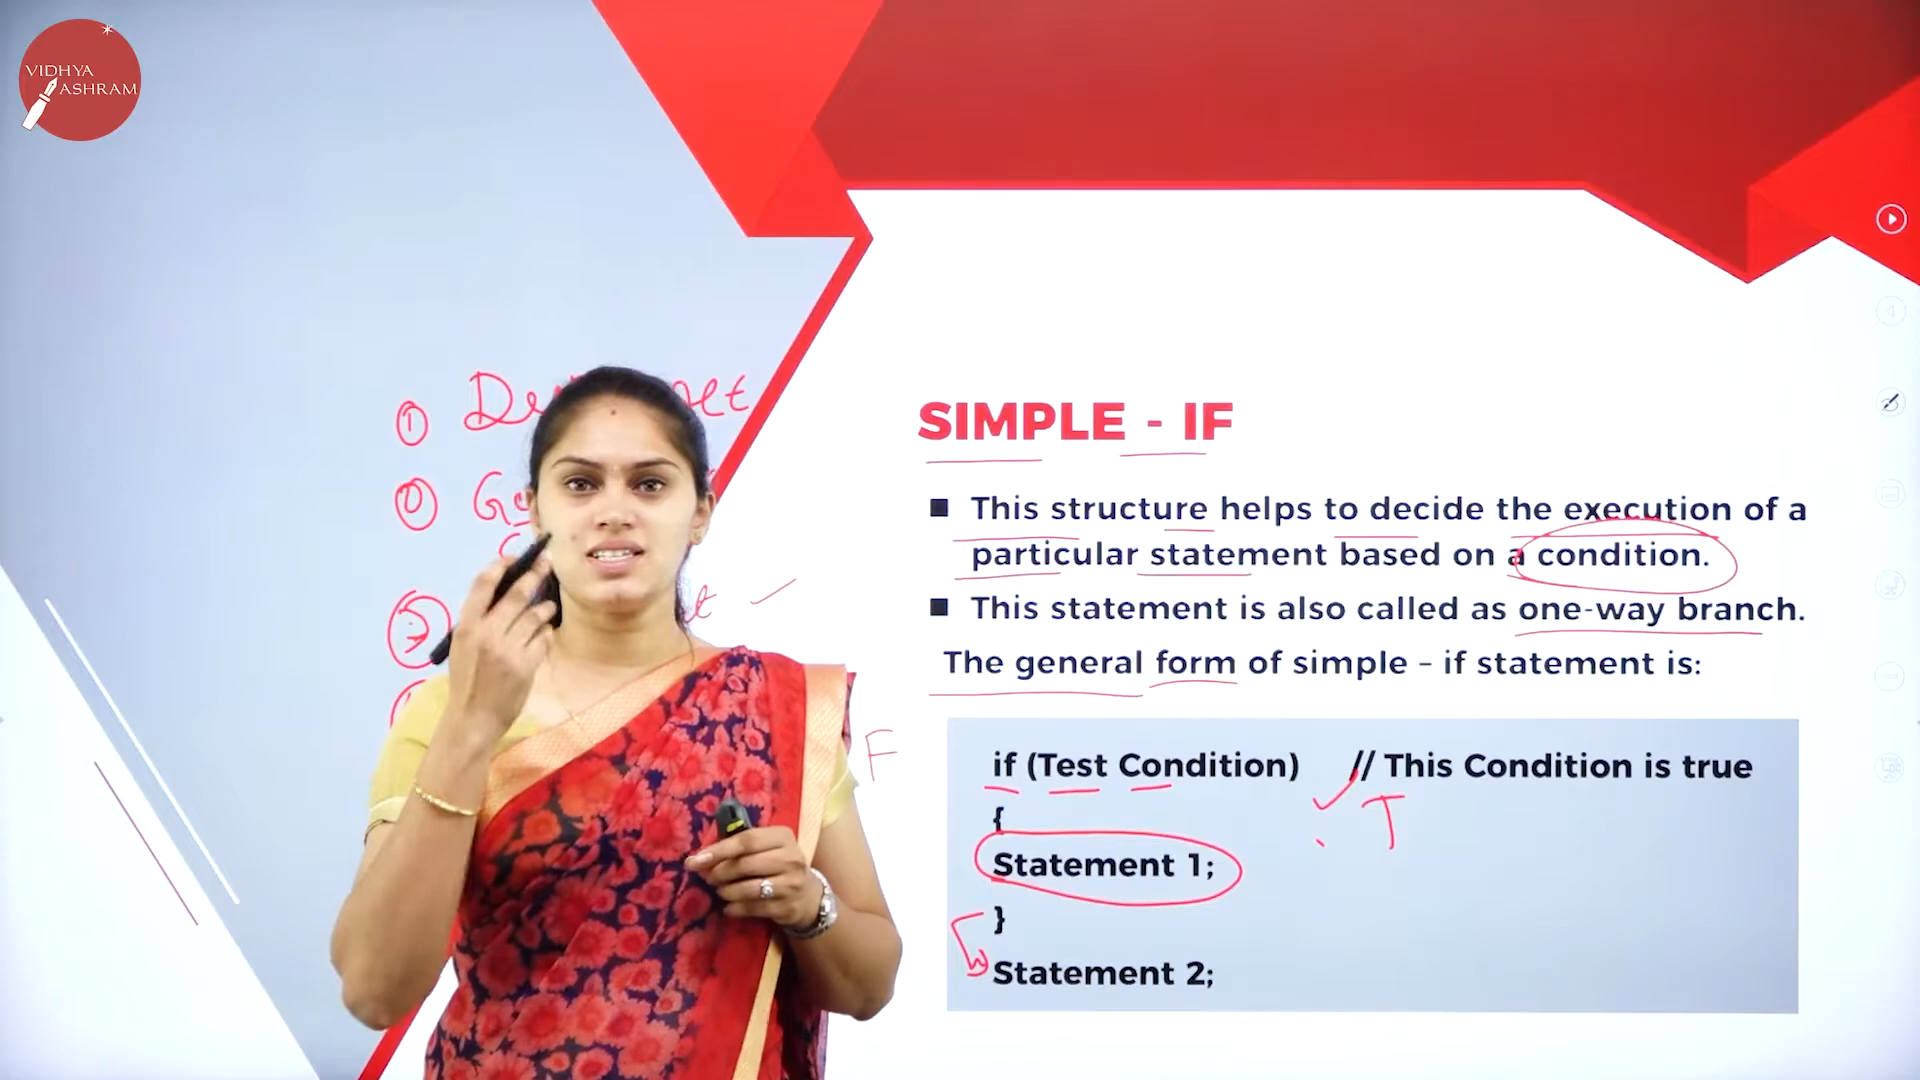 VIDHYA
ASHRAM
SIMPLE - IF
This structure helps to decide the execution of a
particular statement based on a condition.
This statement is also called as one-way branch.
The general form of simple – if statement is:
if (Test Condition) // This Condition is true
{
T
F
Statement 1;
}
Statement 2;